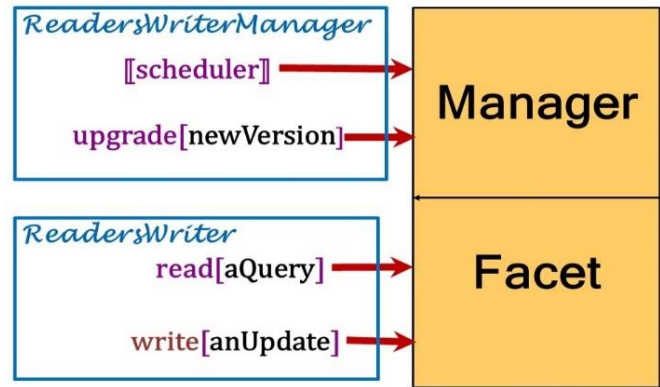 ReadersWriterManager
⟦scheduler⟧
upgrade[newVersion]
Manager
ReadersWriter
read[aQuery]
write[anUpdate]
Facet